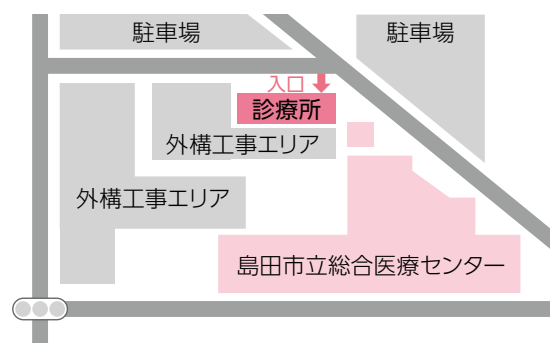 駐車場
駐車場
入口
診療所
外構工事エリア
外構工事エリア
島田市立総合医療センター